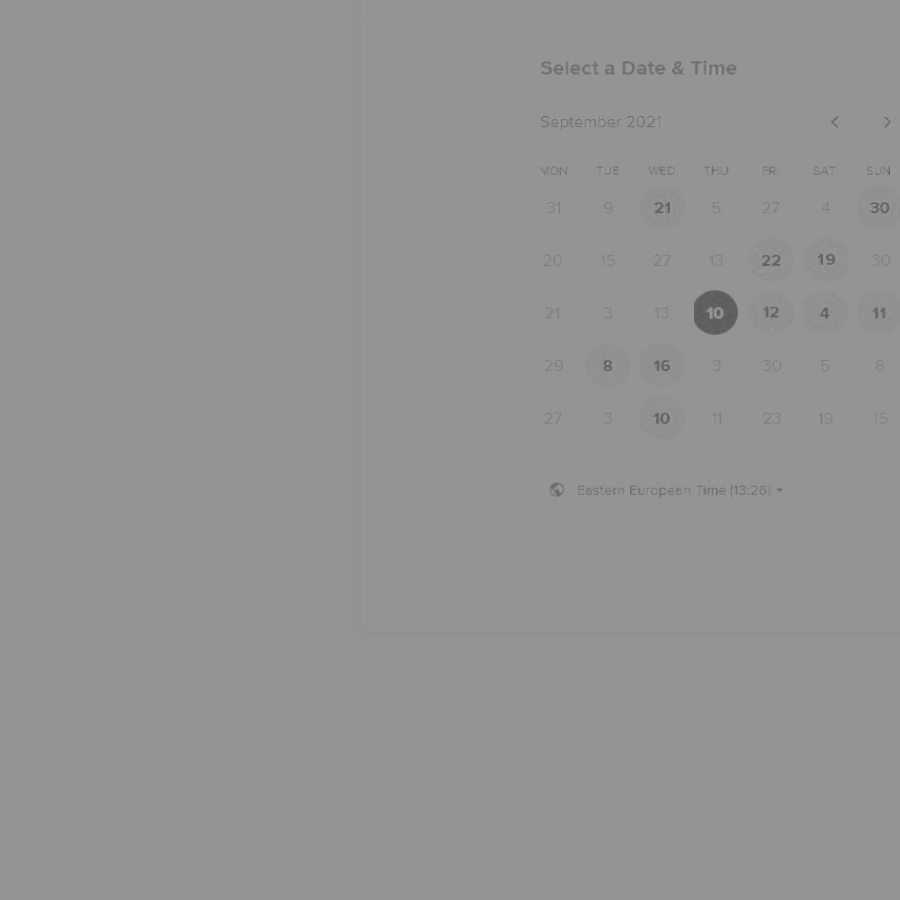 Select a Date & Time
September 2021
MON TUE WED THU FRI SAT SUN
31 9 21 5 27 4 30
20 15 27 13 22 19 30
21 3 13 10 12 4 11
29 8 16 3 30 5 6
27 3 10 11 23 19 15
Eastern European Time (13:26)